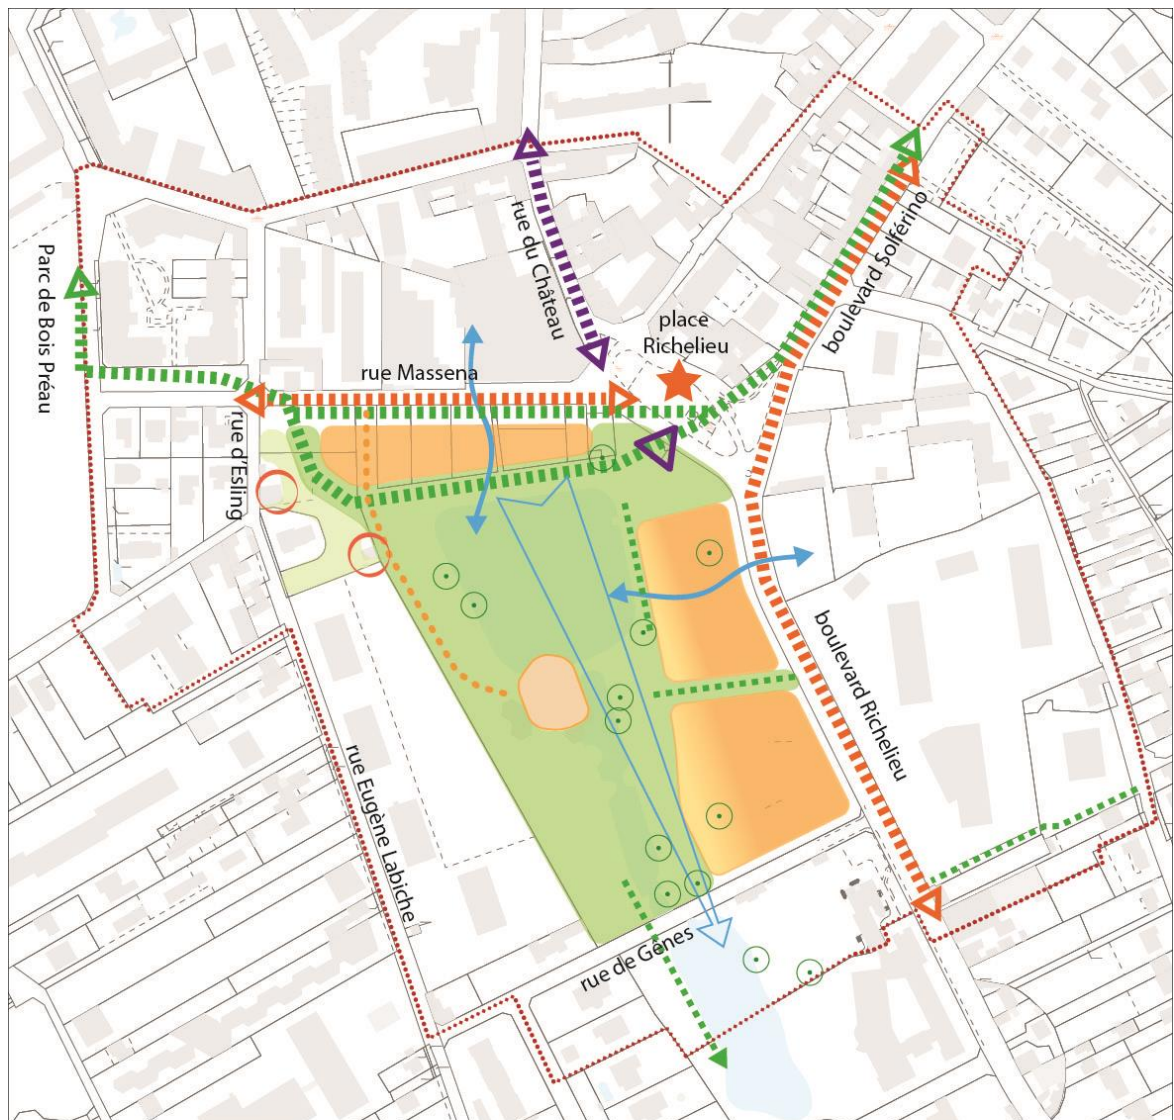 Parc de Bois Préau
rue du Château
boulevard Solférino
place
Richelieu
rue Massena
rue d'Esling
boulevard Richelieu
rue Eugène Labiche
rue de Gênes